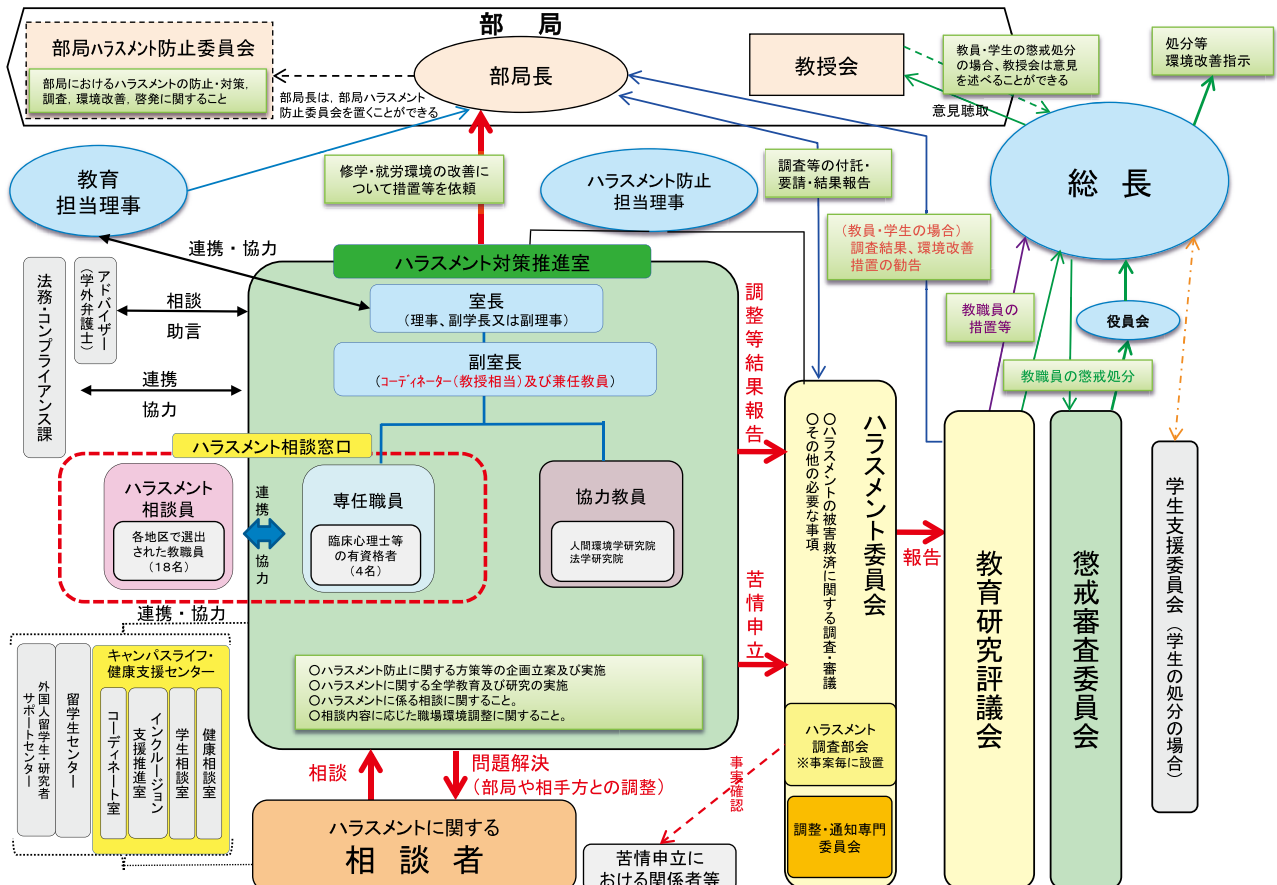 部　局
部局ハラスメント防止委員会
部局におけるハラスメントの防止・対策，
調査，環境改善，啓発に関すること
部局長
部局長は，部局ハラスメント
防止委員会を置くことができる
教授会
教員・学生の懲戒処分
の場合、教授会は意見
を述べることができる
意見聴取
処分等
環境改善指示
総　長
教育
担当理事
修学・就労環境の改善に
ついて措置等を依頼
ハラスメント防止
担当理事
調査等の付託・
要請・結果報告
（教員・学生の場合）
調査結果、環境改善
措置の勧告
連携・協力
ハラスメント対策推進室
室長
（理事、副学長又は副理事）
副室長
（コーディネーター（教授相当）及び兼任教員）
法務・コンプライアンス課
アドバイザー
（学外弁護士）
相談
助言
連携
協力
ハラスメント相談窓口
ハラスメント
相談員
各地区で選出
された教職員
（１８名）
連携
協力
専任職員
臨床心理士等
の有資格者
（４名）
協力教員
人間環境学研究院
法学研究院
〇ハラスメント防止に関する方策等の企画立案及び実施
〇ハラスメントに関する全学教育及び研究の実施
〇ハラスメントに係る相談に関すること。
〇相談内容に応じた職場環境調整に関すること。
調整等結果報告
苦情申立
ハラスメント委員会
〇ハラスメントの被害救済に関する調査・審議
〇その他の必要な事項
ハラスメント
調査部会
※事案毎に設置
調整・通知専門
委員会
報告
教職員の
措置等
役員会
教職員の懲戒処分
教育研究評議会
懲戒審査委員会
学生支援委員会（学生の処分の場合）
連携・協力
外国人留学生・研究者
サポートセンター
留学生センター
キャンパスライフ・
健康支援センター
コーディネート室
インクルージョン
支援推進室
学生相談室
健康相談室
相談
問題解決
（部局や相手方との調整）
ハラスメントに関する
相　談　者
事実確認
苦情申立に
おける関係者等